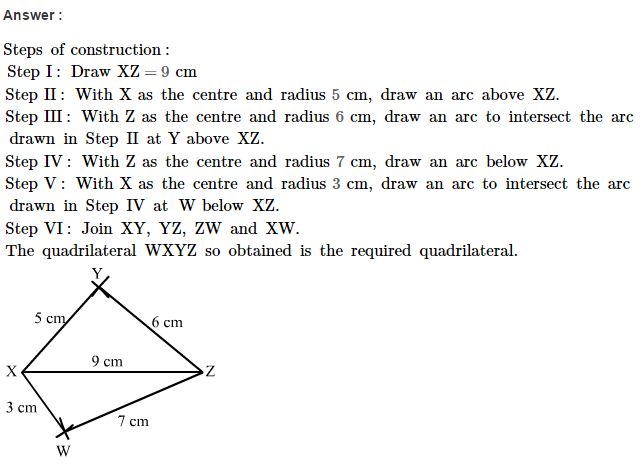 Answer :
Steps of construction :
Step I : Draw XZ = 9 cm
Step II : With X as the centre and radius 5 cm, draw an arc above XZ.
Step III : With Z as the centre and radius 6 cm, draw an arc to intersect the arc
drawn in Step II at Y above XZ.
Step IV : With Z as the centre and radius 7 cm, draw an arc below XZ.
Step V : With X as the centre and radius 3 cm, draw an arc to intersect the arc
drawn in Step IV at W below XZ.
Step VI : Join XY, YZ, ZW and XW.
The quadrilateral WXYZ so obtained is the required quadrilateral.
Y
5 cm
6 cm
9 cm
X
Z
3 cm
7 cm
W